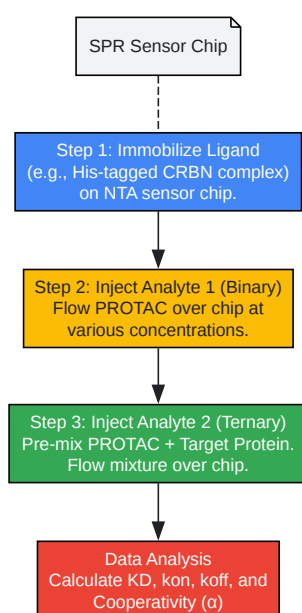 SPR Sensor Chip
Step 1: Immobilize Ligand
(e.g., His-tagged CRBN complex)
on NTA sensor chip.
Step 2: Inject Analyte 1 (Binary)
Flow PROTAC over chip at
various concentrations.
Step 3: Inject Analyte 2 (Ternary)
Pre-mix PROTAC + Target Protein.
Flow mixture over chip.
Data Analysis
Calculate KD, kon, koff, and
Cooperativity (α)